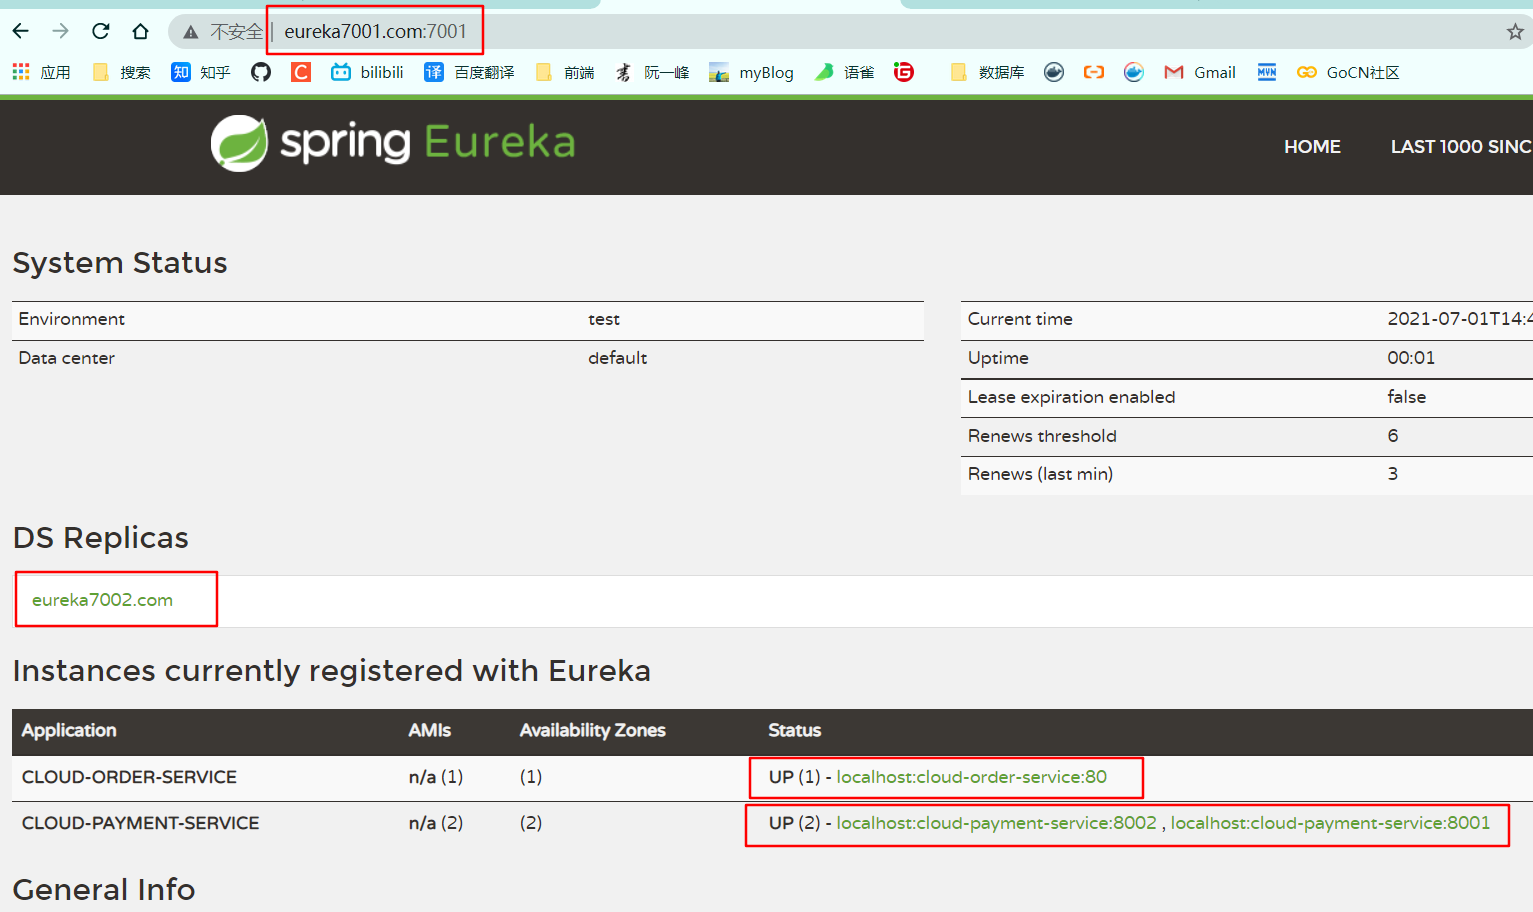 不安全 | eureka7001.com:7001
应用 搜索 知 知乎 C bilibili 译 百度翻译 前端 阮一峰 myBlog 语雀 G 数据库 Gmail MVN GoCN社区
spring Eureka
HOME LAST 1000 SINC
System Status
Environment test
Data center default
Current time 2021-07-01T14:4
Uptime 00:01
Lease expiration enabled false
Renews threshold 6
Renews (last min) 3
DS Replicas
eureka7002.com
Instances currently registered with Eureka
Application AMIs Availability Zones Status
CLOUD-ORDER-SERVICE n/a (1) (1) UP (1) - localhost:cloud-order-service:80
CLOUD-PAYMENT-SERVICE n/a (2) (2) UP (2) - localhost:cloud-payment-service:8002 , localhost:cloud-payment-service:8001
General Info